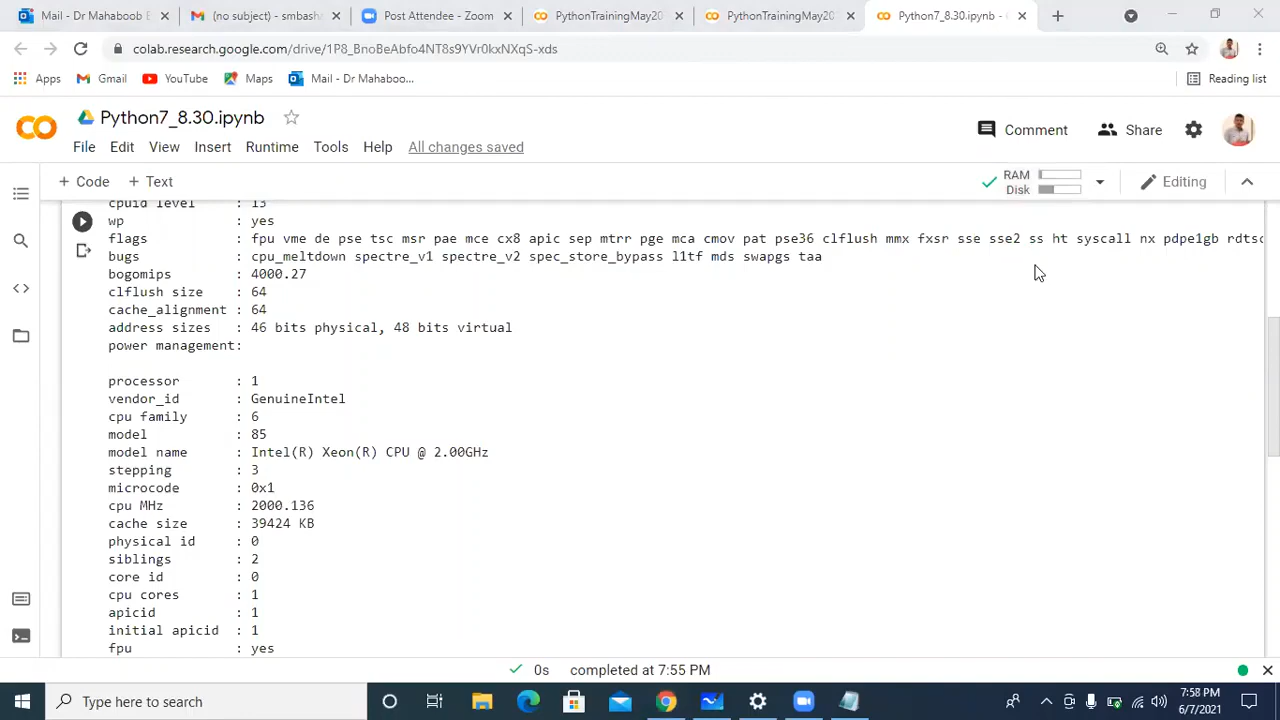 Mail - Dr Mahaboob E
(no subject) - smbash
Post Attendee - Zoom
PythonTrainingMay20
PythonTrainingMay20
Python7_8.30.ipynb -
colab.research.google.com/drive/1P8_BnoBeAbfo4NT8s9YVr0kxNXqS-xds
Apps
Gmail
YouTube
Maps
Mail - Dr Mahaboo...
Reading list
Python7_8.30.ipynb
Comment
Share
File Edit View Insert Runtime Tools Help All changes saved
+ Code + Text
RAM
Disk
Editing
cpuid level : 13
wp : yes
flags : fpu vme de pse tsc msr pae mce cx8 apic sep mtrr pge mca cmov pat pse36 clflush mmx fxsr sse sse2 ss ht syscall nx pdpe1gb rdtsc
bugs : cpu_meltdown spectre_v1 spectre_v2 spec_store_bypass l1tf mds swapgs taa
bogomips : 4000.27
clflush size : 64
cache_alignment : 64
address sizes : 46 bits physical, 48 bits virtual
power management:
processor : 1
vendor_id : GenuineIntel
cpu family : 6
model : 85
model name : Intel(R) Xeon(R) CPU @ 2.00GHz
stepping : 3
microcode : 0x1
cpu MHz : 2000.136
cache size : 39424 KB
physical id : 0
siblings : 2
core id : 0
cpu cores : 1
apicid : 1
initial apicid : 1
fpu : yes
0s completed at 7:55 PM
Type here to search
7:58 PM
6/7/2021